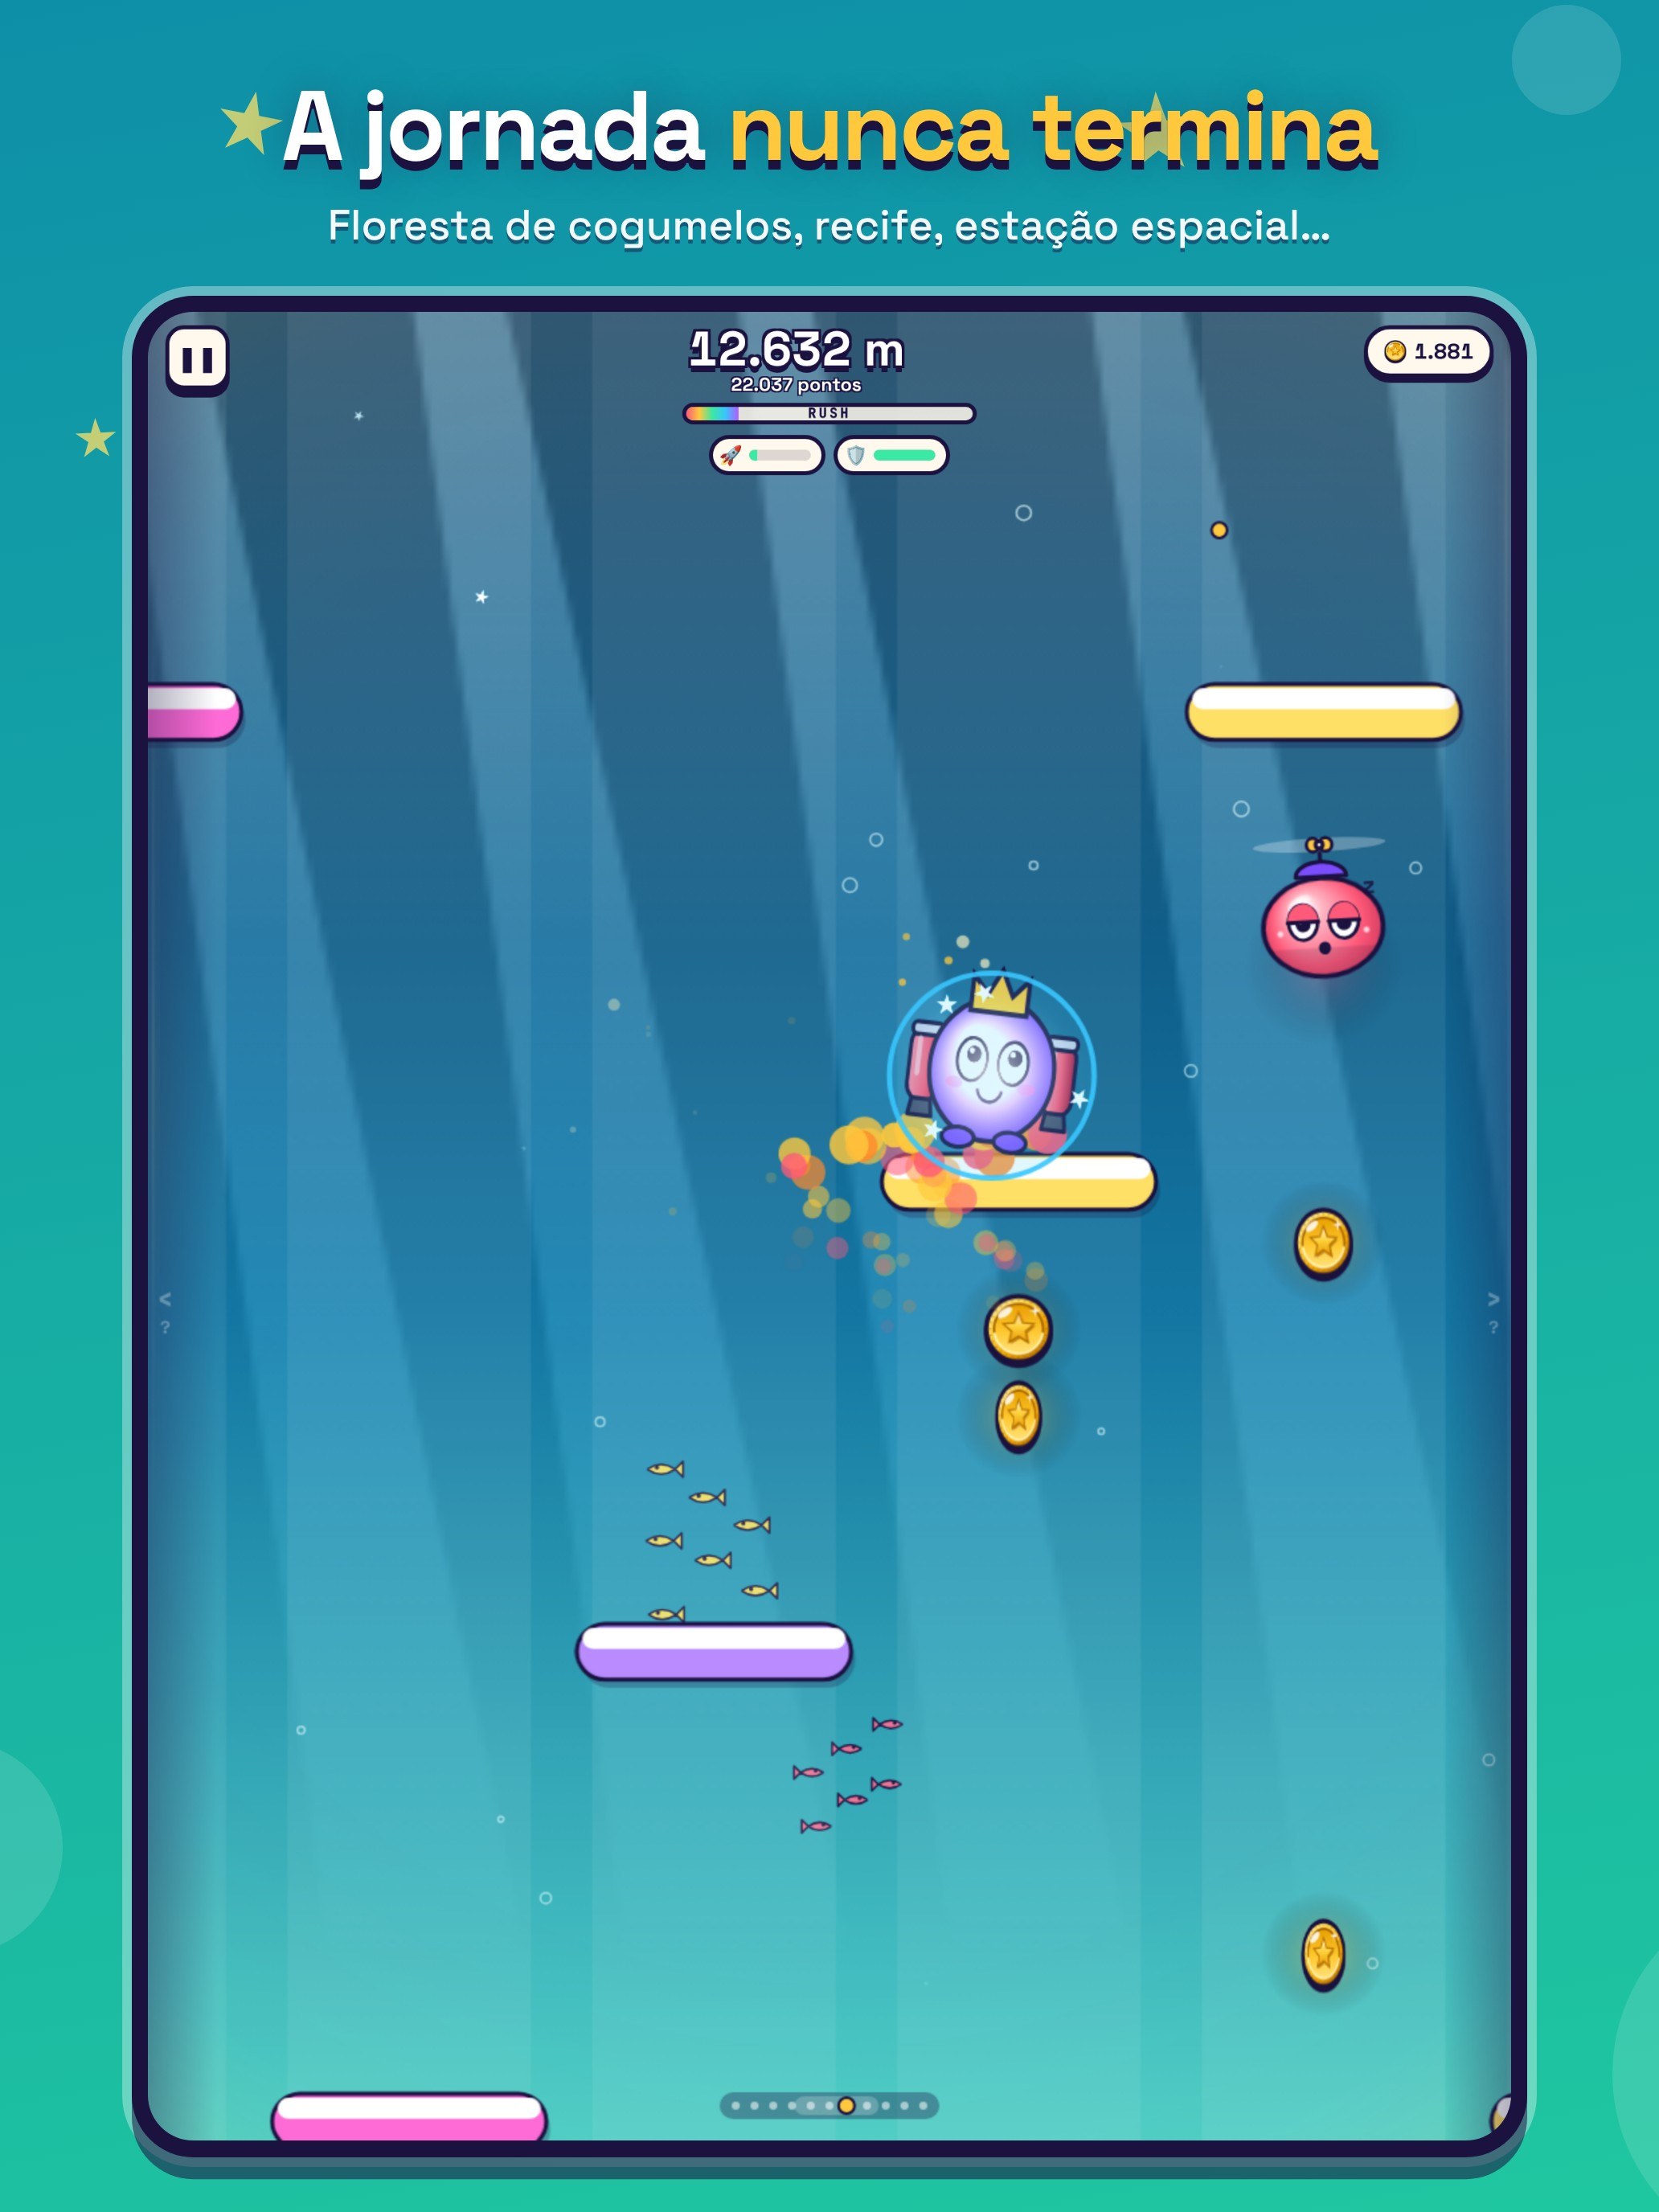 A jornada nunca termina
Floresta de cogumelos, recife, estação espacial...
12.632 m
1.881
22.037 pontos
RUSH
z
<
>
?
?